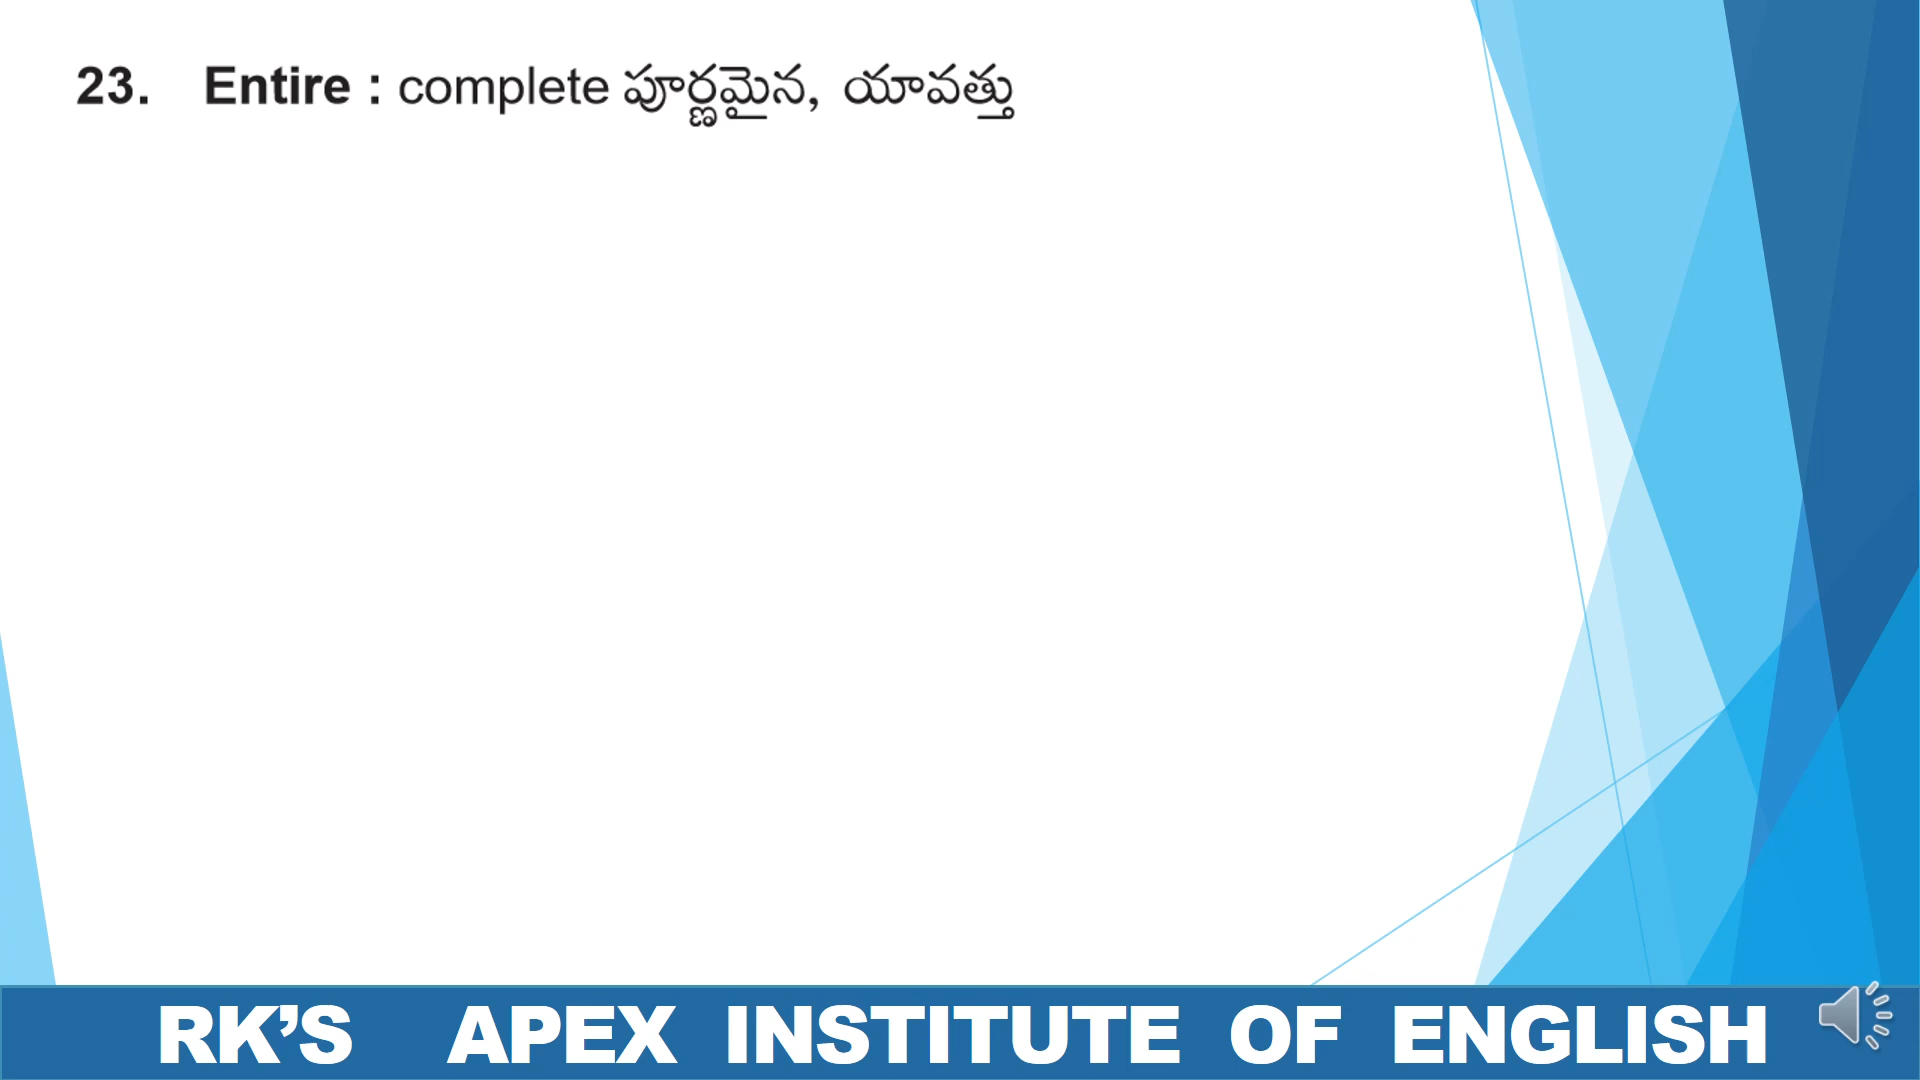 23. Entire : complete పూర్ణమైన, యావత్తు
RK’S APEX INSTITUTE OF ENGLISH